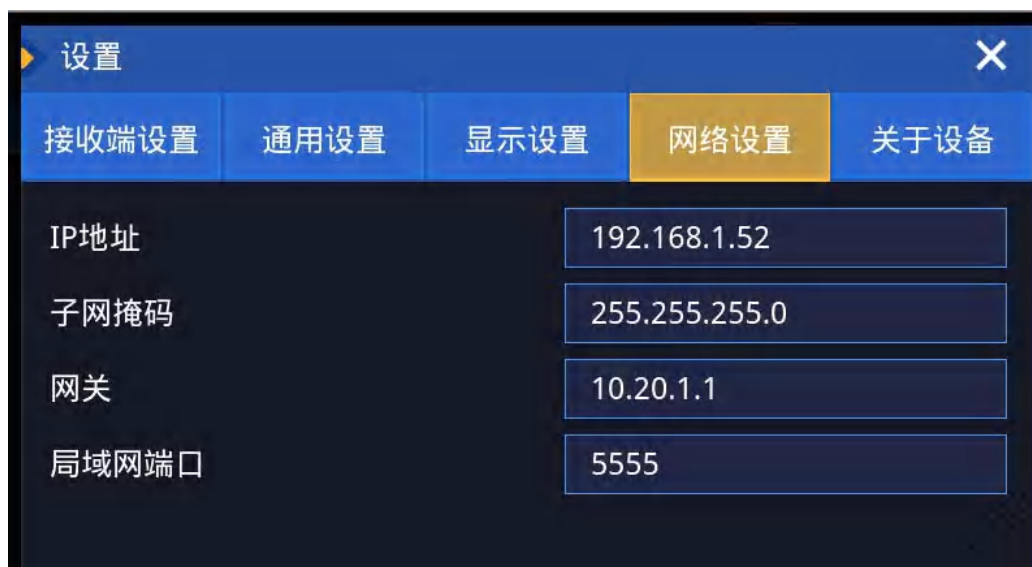 设置
接收端设置 通用设置 显示设置 网络设置 关于设备
IP地址 192.168.1.52
子网掩码 255.255.255.0
网关 10.20.1.1
局域网端口 5555